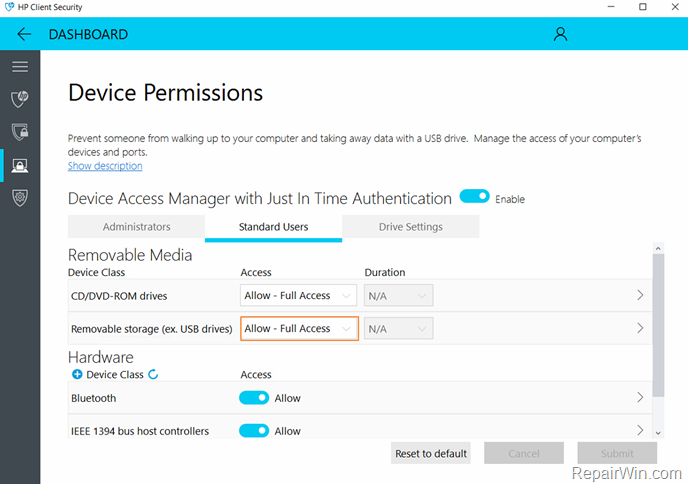 HP Client Security
DASHBOARD
Device Permissions
Prevent someone from walking up to your computer and taking away data with a USB drive. Manage the access of your computer's
devices and ports.
Show description
Device Access Manager with Just In Time Authentication Enable
Administrators Standard Users Drive Settings
Removable Media
Device Class Access Duration
CD/DVD-ROM drives Allow - Full Access N/A
Removable storage (ex. USB drives) Allow - Full Access N/A
Hardware
Device Class Access
Bluetooth Allow
IEEE 1394 bus host controllers Allow
Reset to default Cancel Submit
RepairWin.com